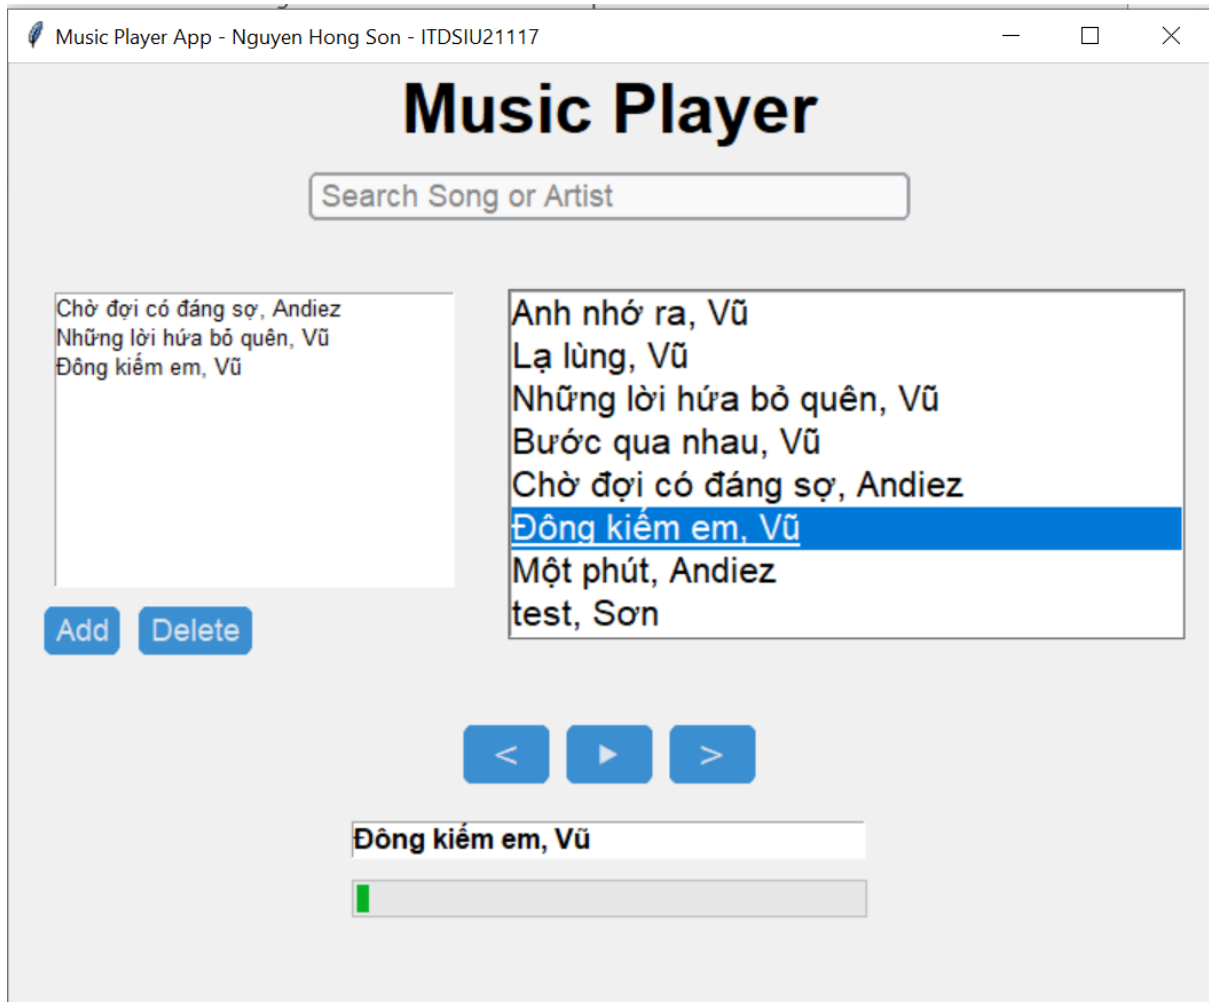 Music Player App - Nguyen Hong Son - ITDSIU21117
Music Player
Search Song or Artist
Chờ đợi có đáng sợ, Andiez
Những lời hứa bỏ quên, Vũ
Đông kiếm em, Vũ
Add
Delete
Anh nhớ ra, Vũ
Lạ lùng, Vũ
Những lời hứa bỏ quên, Vũ
Bước qua nhau, Vũ
Chờ đợi có đáng sợ, Andiez
Đông kiếm em, Vũ
Một phút, Andiez
test, Sơn
<
>
Đông kiếm em, Vũ